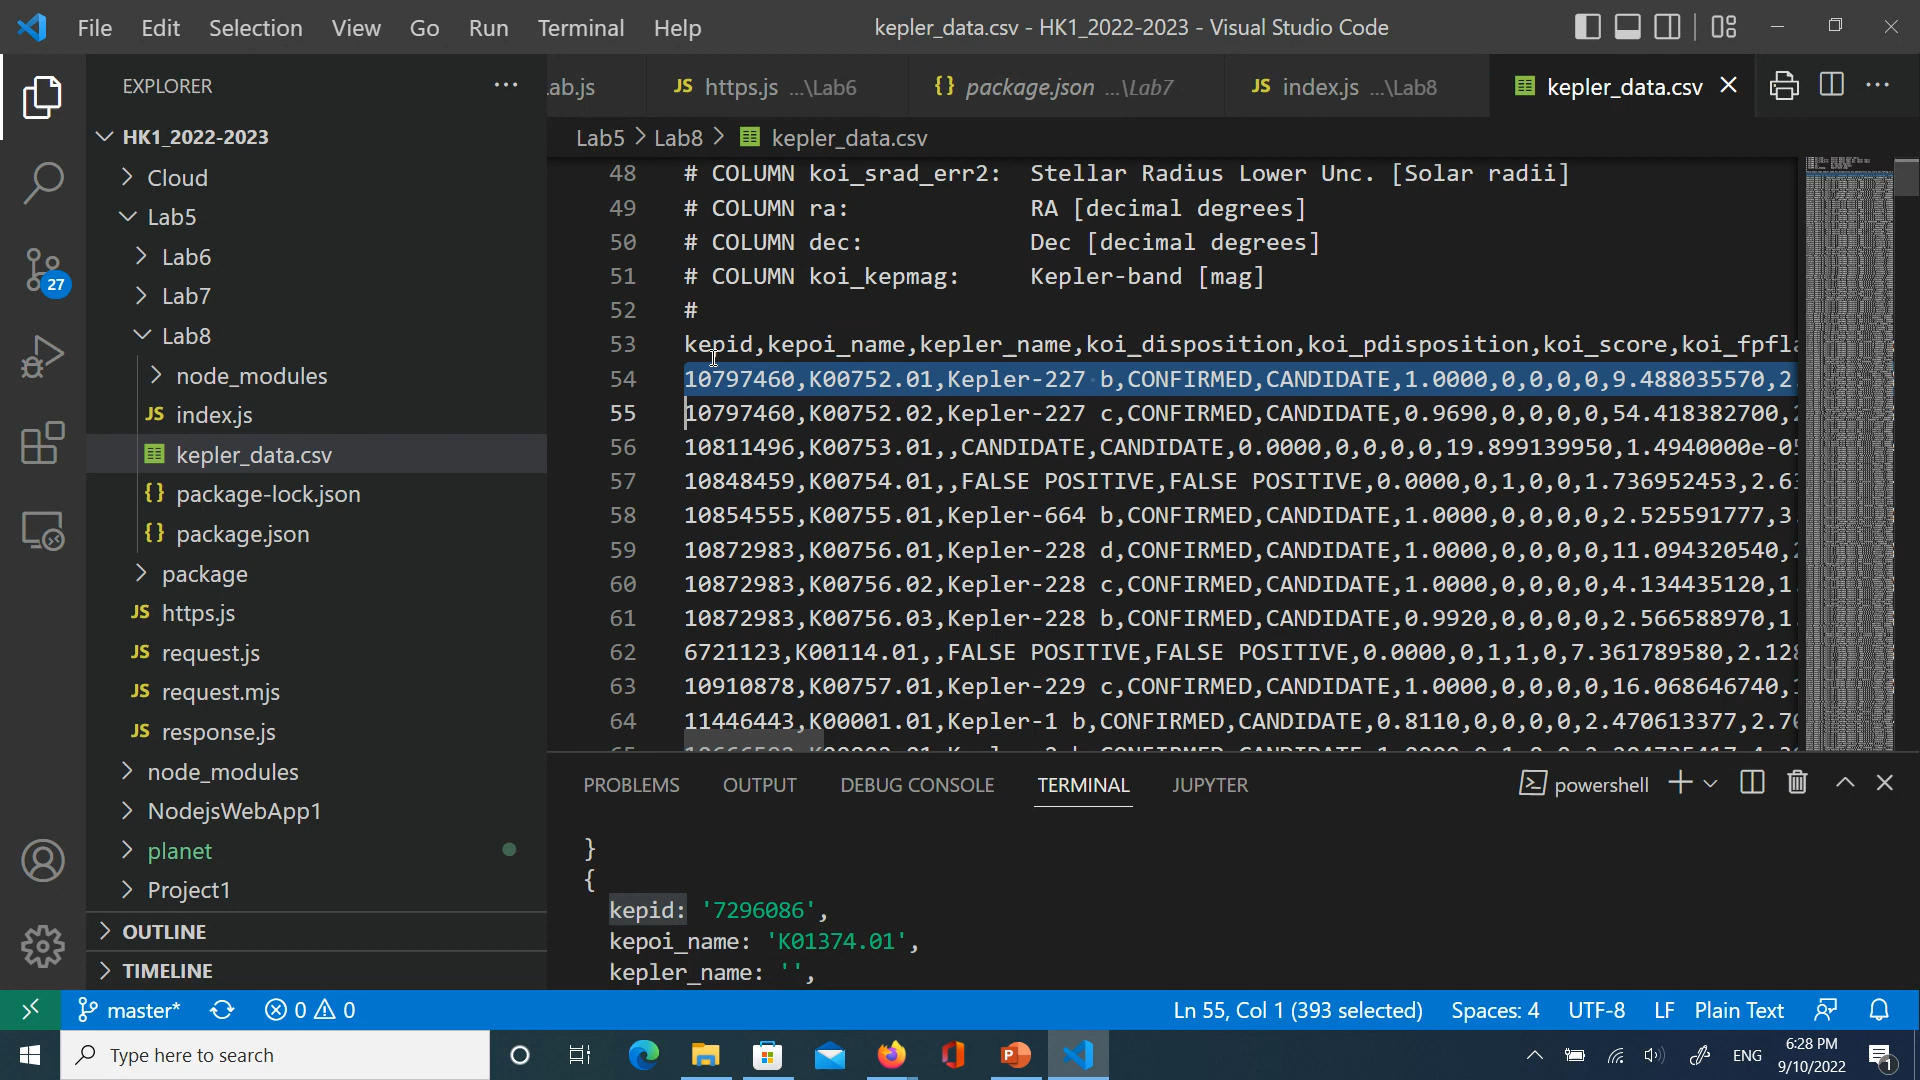 File Edit Selection View Go Run Terminal Help kepler_data.csv - HK1_2022-2023 - Visual Studio Code
EXPLORER
ab.js
JS https.js ...\Lab6
{} package.json ...\Lab7
JS index.js ...\Lab8
kepler_data.csv
Lab5 > Lab8 > kepler_data.csv
HK1_2022-2023
Cloud
Lab5
Lab6
Lab7
Lab8
node_modules
JS index.js
kepler_data.csv
{} package-lock.json
{} package.json
package
JS https.js
JS request.js
JS request.mjs
JS response.js
node_modules
NodejsWebApp1
planet
Project1
OUTLINE
TIMELINE
27
48 # COLUMN koi_srad_err2:  Stellar Radius Lower Unc. [Solar radii]
49 # COLUMN ra:             RA [decimal degrees]
50 # COLUMN dec:            Dec [decimal degrees]
51 # COLUMN koi_kepmag:     Kepler-band [mag]
52 #
53 kepid,kepoi_name,kepler_name,koi_disposition,koi_pdisposition,koi_score,koi_fpfla
54 10797460,K00752.01,Kepler-227 b,CONFIRMED,CANDIDATE,1.0000,0,0,0,0,9.488035570,2.
55 10797460,K00752.02,Kepler-227 c,CONFIRMED,CANDIDATE,0.9690,0,0,0,0,54.418382700,
56 10811496,K00753.01,,CANDIDATE,CANDIDATE,0.0000,0,0,0,0,19.899139950,1.4940000e-05
57 10848459,K00754.01,,FALSE POSITIVE,FALSE POSITIVE,0.0000,0,1,0,0,1.736952453,2.63
58 10854555,K00755.01,Kepler-664 b,CONFIRMED,CANDIDATE,1.0000,0,0,0,0,2.525591777,3.
59 10872983,K00756.01,Kepler-228 d,CONFIRMED,CANDIDATE,1.0000,0,0,0,0,11.094320540,
60 10872983,K00756.02,Kepler-228 c,CONFIRMED,CANDIDATE,1.0000,0,0,0,0,4.134435120,1.
61 10872983,K00756.03,Kepler-228 b,CONFIRMED,CANDIDATE,0.9920,0,0,0,0,2.566588970,1.
62 6721123,K00114.01,,FALSE POSITIVE,FALSE POSITIVE,0.0000,0,1,1,0,7.361789580,2.128
63 10910878,K00757.01,Kepler-229 c,CONFIRMED,CANDIDATE,1.0000,0,0,0,0,16.068646740,
64 11446443,K00001.01,Kepler-1 b,CONFIRMED,CANDIDATE,0.8110,0,0,0,0,2.470613377,2.70
PROBLEMS OUTPUT DEBUG CONSOLE TERMINAL JUPYTER powershell
}
{
kepid: '7296086',
kepoi_name: 'K01374.01',
kepler_name: '',
master* 0 0 Ln 55, Col 1 (393 selected) Spaces: 4 UTF-8 LF Plain Text
Type here to search
ENG
6:28 PM
9/10/2022
1